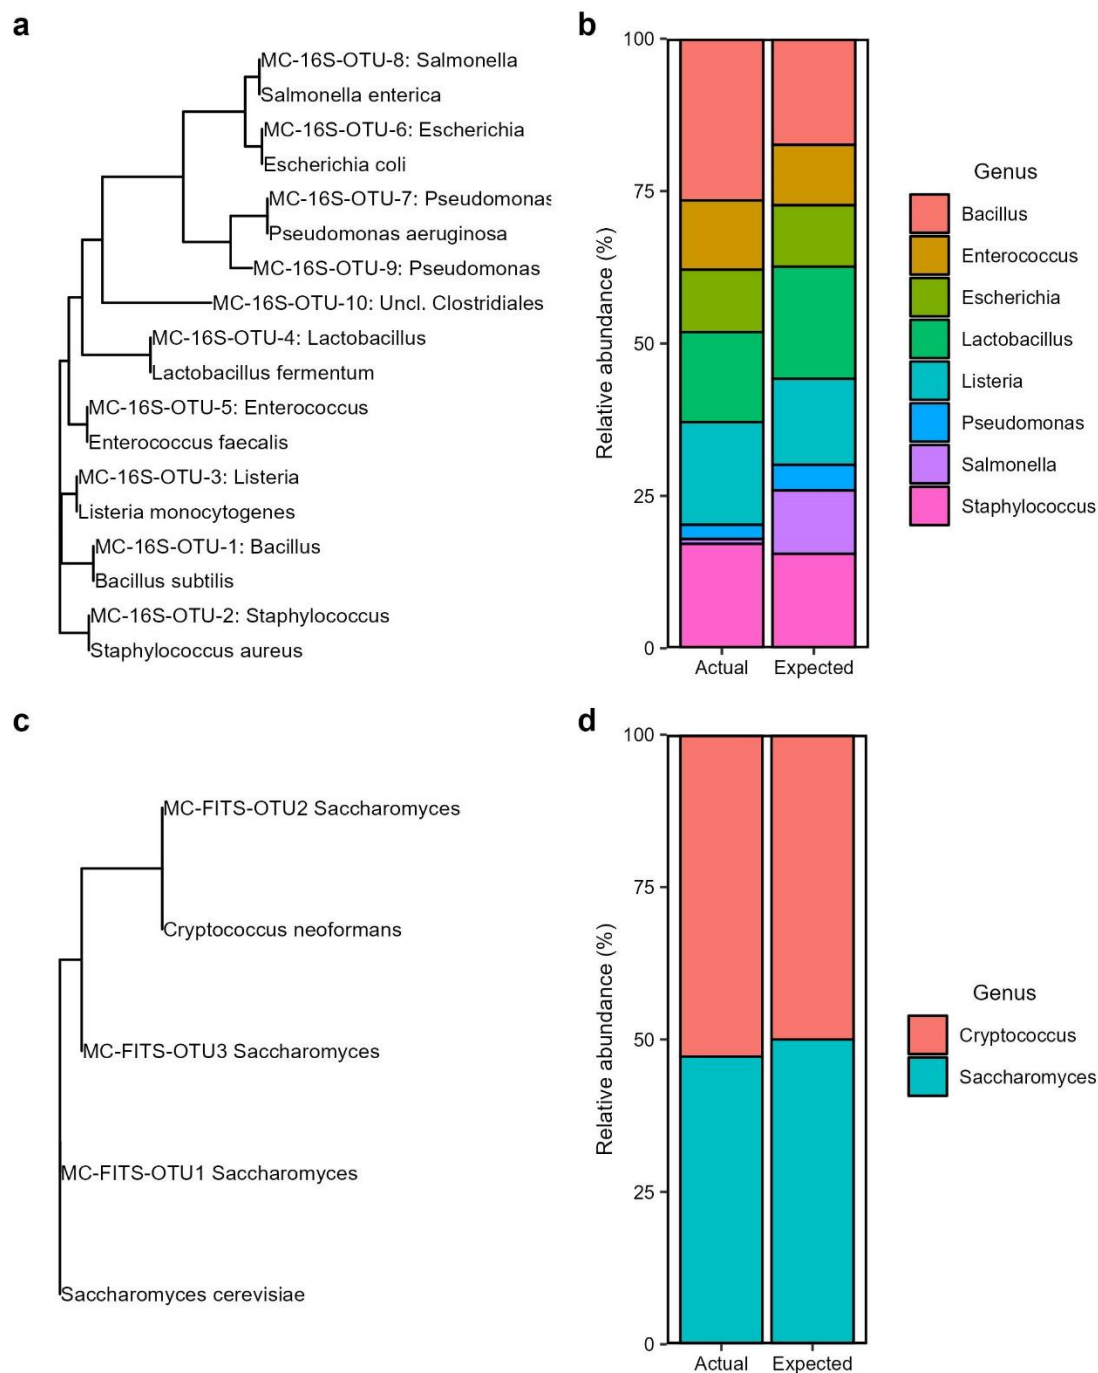 a
MC-16S-OTU-8: Salmonella
Salmonella enterica
MC-16S-OTU-6: Escherichia
Escherichia coli
MC-16S-OTU-7: Pseudomonas
Pseudomonas aeruginosa
MC-16S-OTU-9: Pseudomonas
MC-16S-OTU-10: Uncl. Clostridiales
MC-16S-OTU-4: Lactobacillus
Lactobacillus fermentum
MC-16S-OTU-5: Enterococcus
Enterococcus faecalis
MC-16S-OTU-3: Listeria
Listeria monocytogenes
MC-16S-OTU-1: Bacillus
Bacillus subtilis
MC-16S-OTU-2: Staphylococcus
Staphylococcus aureus
b
100
75
50
25
0
Relative abundance (%)
Actual Expected
Genus
Bacillus
Enterococcus
Escherichia
Lactobacillus
Listeria
Pseudomonas
Salmonella
Staphylococcus
c
MC-FITS-OTU2 Saccharomyces
Cryptococcus neoformans
MC-FITS-OTU3 Saccharomyces
MC-FITS-OTU1 Saccharomyces
Saccharomyces cerevisiae
d
100
75
50
25
0
Relative abundance (%)
Actual Expected
Genus
Cryptococcus
Saccharomyces